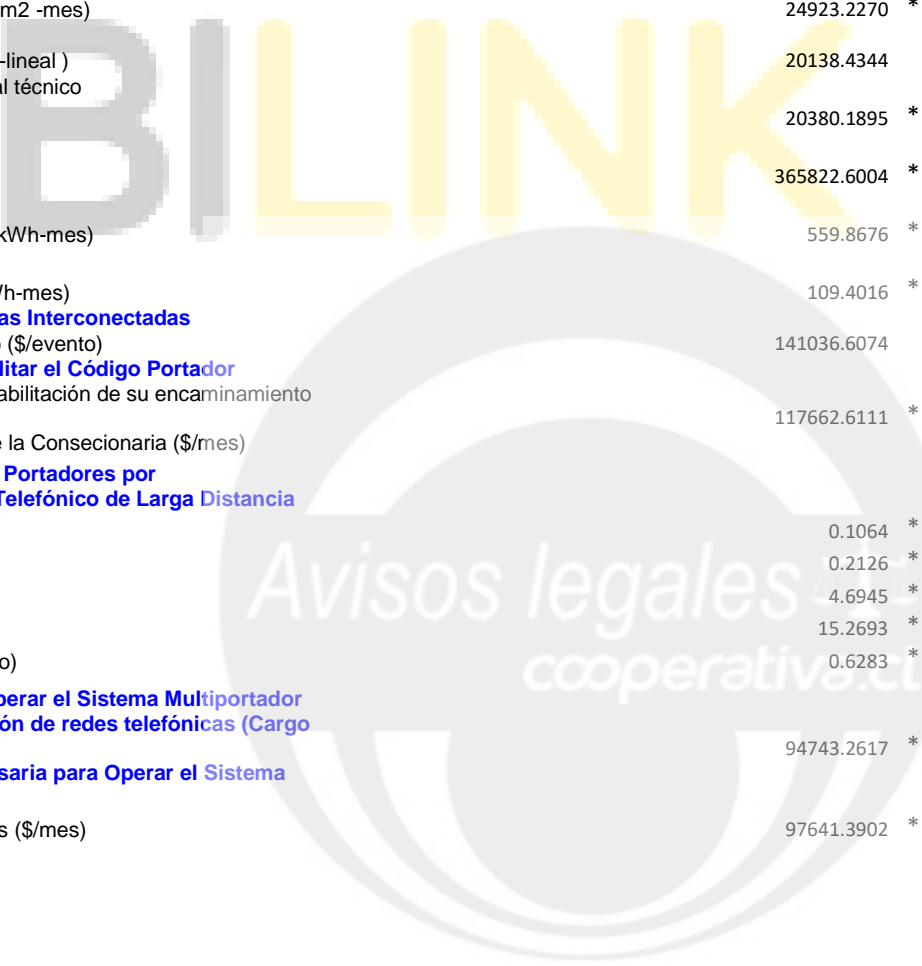 m2 -mes) 24923.2270 *
-lineal ) 20138.4344
al técnico
20380.1895 *
365822.6004 *
kWh-mes) 559.8676 *
Wh-mes) 109.4016 *
as Interconectadas
($/evento) 141036.6074
litar el Código Portador
abilitación de su encaminamiento
117662.6111 *
e la Consecionaria ($/mes)
Portadores por
Telefónico de Larga Distancia
0.1064 *
0.2126 *
4.6945 *
15.2693 *
o) 0.6283 *
perar el Sistema Multiportador
ón de redes telefónicas (Cargo
94743.2617 *
saria para Operar el Sistema
s ($/mes) 97641.3902 *
BILINK
Avisos legales
cooperativa.cl